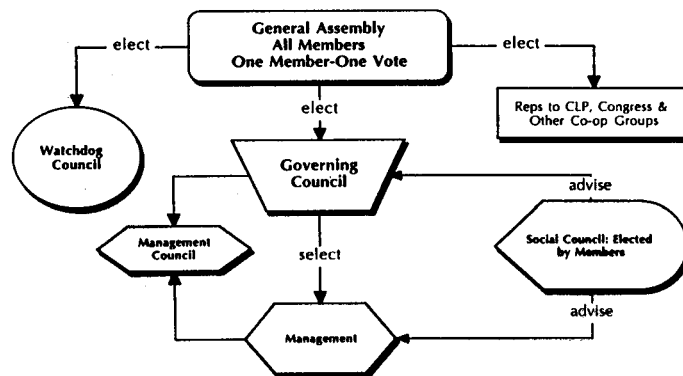 General Assembly
All Members
One Member-One Vote
elect
elect
elect
Reps to CLP, Congress &
Other Co-op Groups
Watchdog
Council
Governing
Council
advise
Management
Council
Social Council: Elected
by Members
select
advise
Management